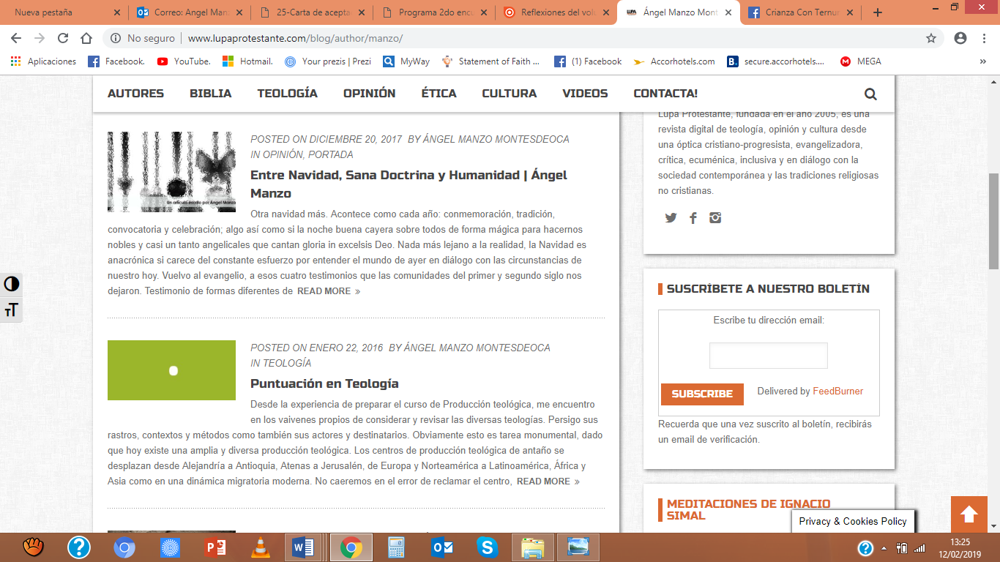 Nueva pestaña
Correo: Angel Man
25-Carta de acepta
Programa 2do enc
Reflexiones del vol
LUPA
Ángel Manzo Mont
Crianza Con Ternu
No seguro
www.lupaprotestante.com/blog/author/manzo/
Aplicaciones
Facebook.
YouTube.
Hotmail.
Your prezis | Prezi
MyWay
Statement of Faith ...
(1) Facebook
Accorhotels.com
secure.accorhotels....
MEGA
»
AUTORES
BIBLIA
TEOLOGÍA
OPINIÓN
ÉTICA
CULTURA
VIDEOS
CONTACTA!
POSTED ON DICIEMBRE 20, 2017 BY ÁNGEL MANZO MONTESDEOCA
IN OPINIÓN, PORTADA
Un artículo escrito por Ángel Manzo
Entre Navidad, Sana Doctrina y Humanidad | Ángel
Manzo
Otra navidad más. Acontece como cada año: conmemoración, tradición,
convocatoria y celebración; algo así como si la noche buena cayera sobre todos de forma mágica para hacernos
nobles y casi un tanto angelicales que cantan gloria in excelsis Deo. Nada más lejano a la realidad, la Navidad es
anacrónica si carece del constante esfuerzo por entender el mundo de ayer en diálogo con las circunstancias de
nuestro hoy. Vuelvo al evangelio, a esos cuatro testimonios que las comunidades del primer y segundo siglo nos
dejaron. Testimonio de formas diferentes de READ MORE »
POSTED ON ENERO 22, 2016 BY ÁNGEL MANZO MONTESDEOCA
IN TEOLOGÍA
Puntuación en Teología
Desde la experiencia de preparar el curso de Producción teológica, me encuentro
en los vaivenes propios de considerar y revisar las diversas teologías. Persigo sus
rastros, contextos y métodos como también sus actores y destinatarios. Obviamente esto es tarea monumental, dado
que hoy existe una amplia y diversa producción teológica. Los centros de producción teológica de antaño se
desplazan desde Alejandría a Antioquia, Atenas a Jerusalén, de Europa y Norteamérica a Latinoamérica, África y
Asia como en una dinámica migratoria moderna. No caeremos en el error de reclamar el centro, READ MORE »
Lupa Protestante, fundada en el año 2005, es una
revista digital de teología, opinión y cultura desde
una óptica cristiano-progresista, evangelizadora,
crítica, ecuménica, inclusiva y en diálogo con la
sociedad contemporánea y las tradiciones religiosas
no cristianas.
SUSCRÍBETE A NUESTRO BOLETÍN
Escribe tu dirección email:
SUBSCRIBE
Delivered by FeedBurner
Recuerda que una vez suscrito al boletín, recibirás
un email de verificación.
MEDITACIONES DE IGNACIO
SIMAL
Privacy & Cookies Policy
13:25
12/02/2019